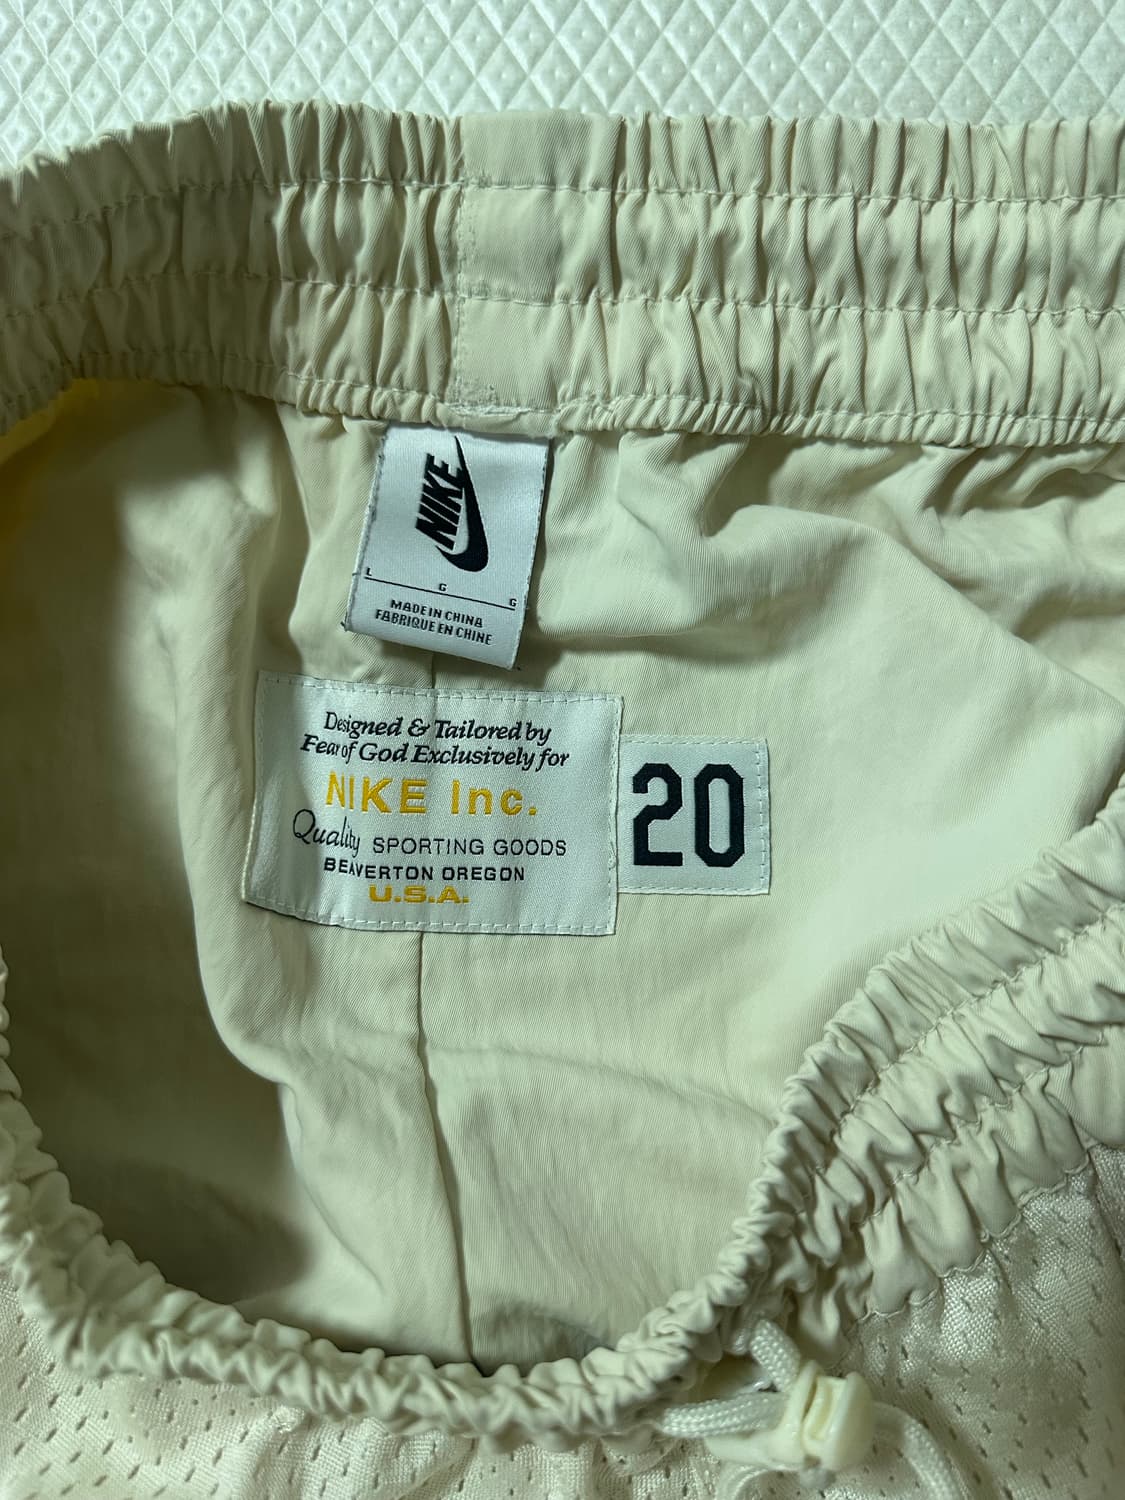 NIKE
L G G
MADE IN CHINA
FABRIQUE EN CHINE
Designed & Tailored by
Fear of God Exclusively for
NIKE Inc.
Quality SPORTING GOODS
BEAVERTON OREGON
U.S.A.
20